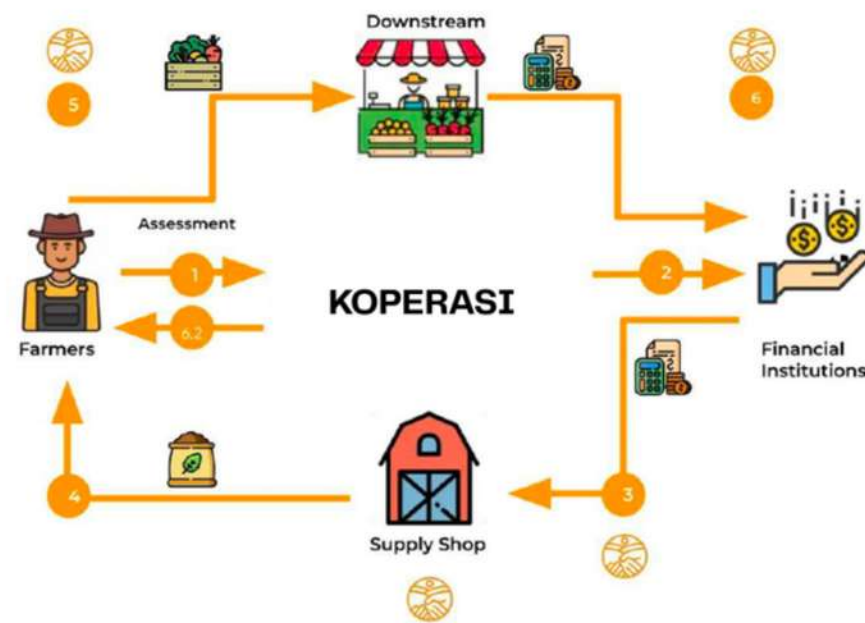 Downstream
5
6
Assessment
1
2
KOPERASI
6.2
Farmers
Financial
Institutions
4
3
Supply Shop